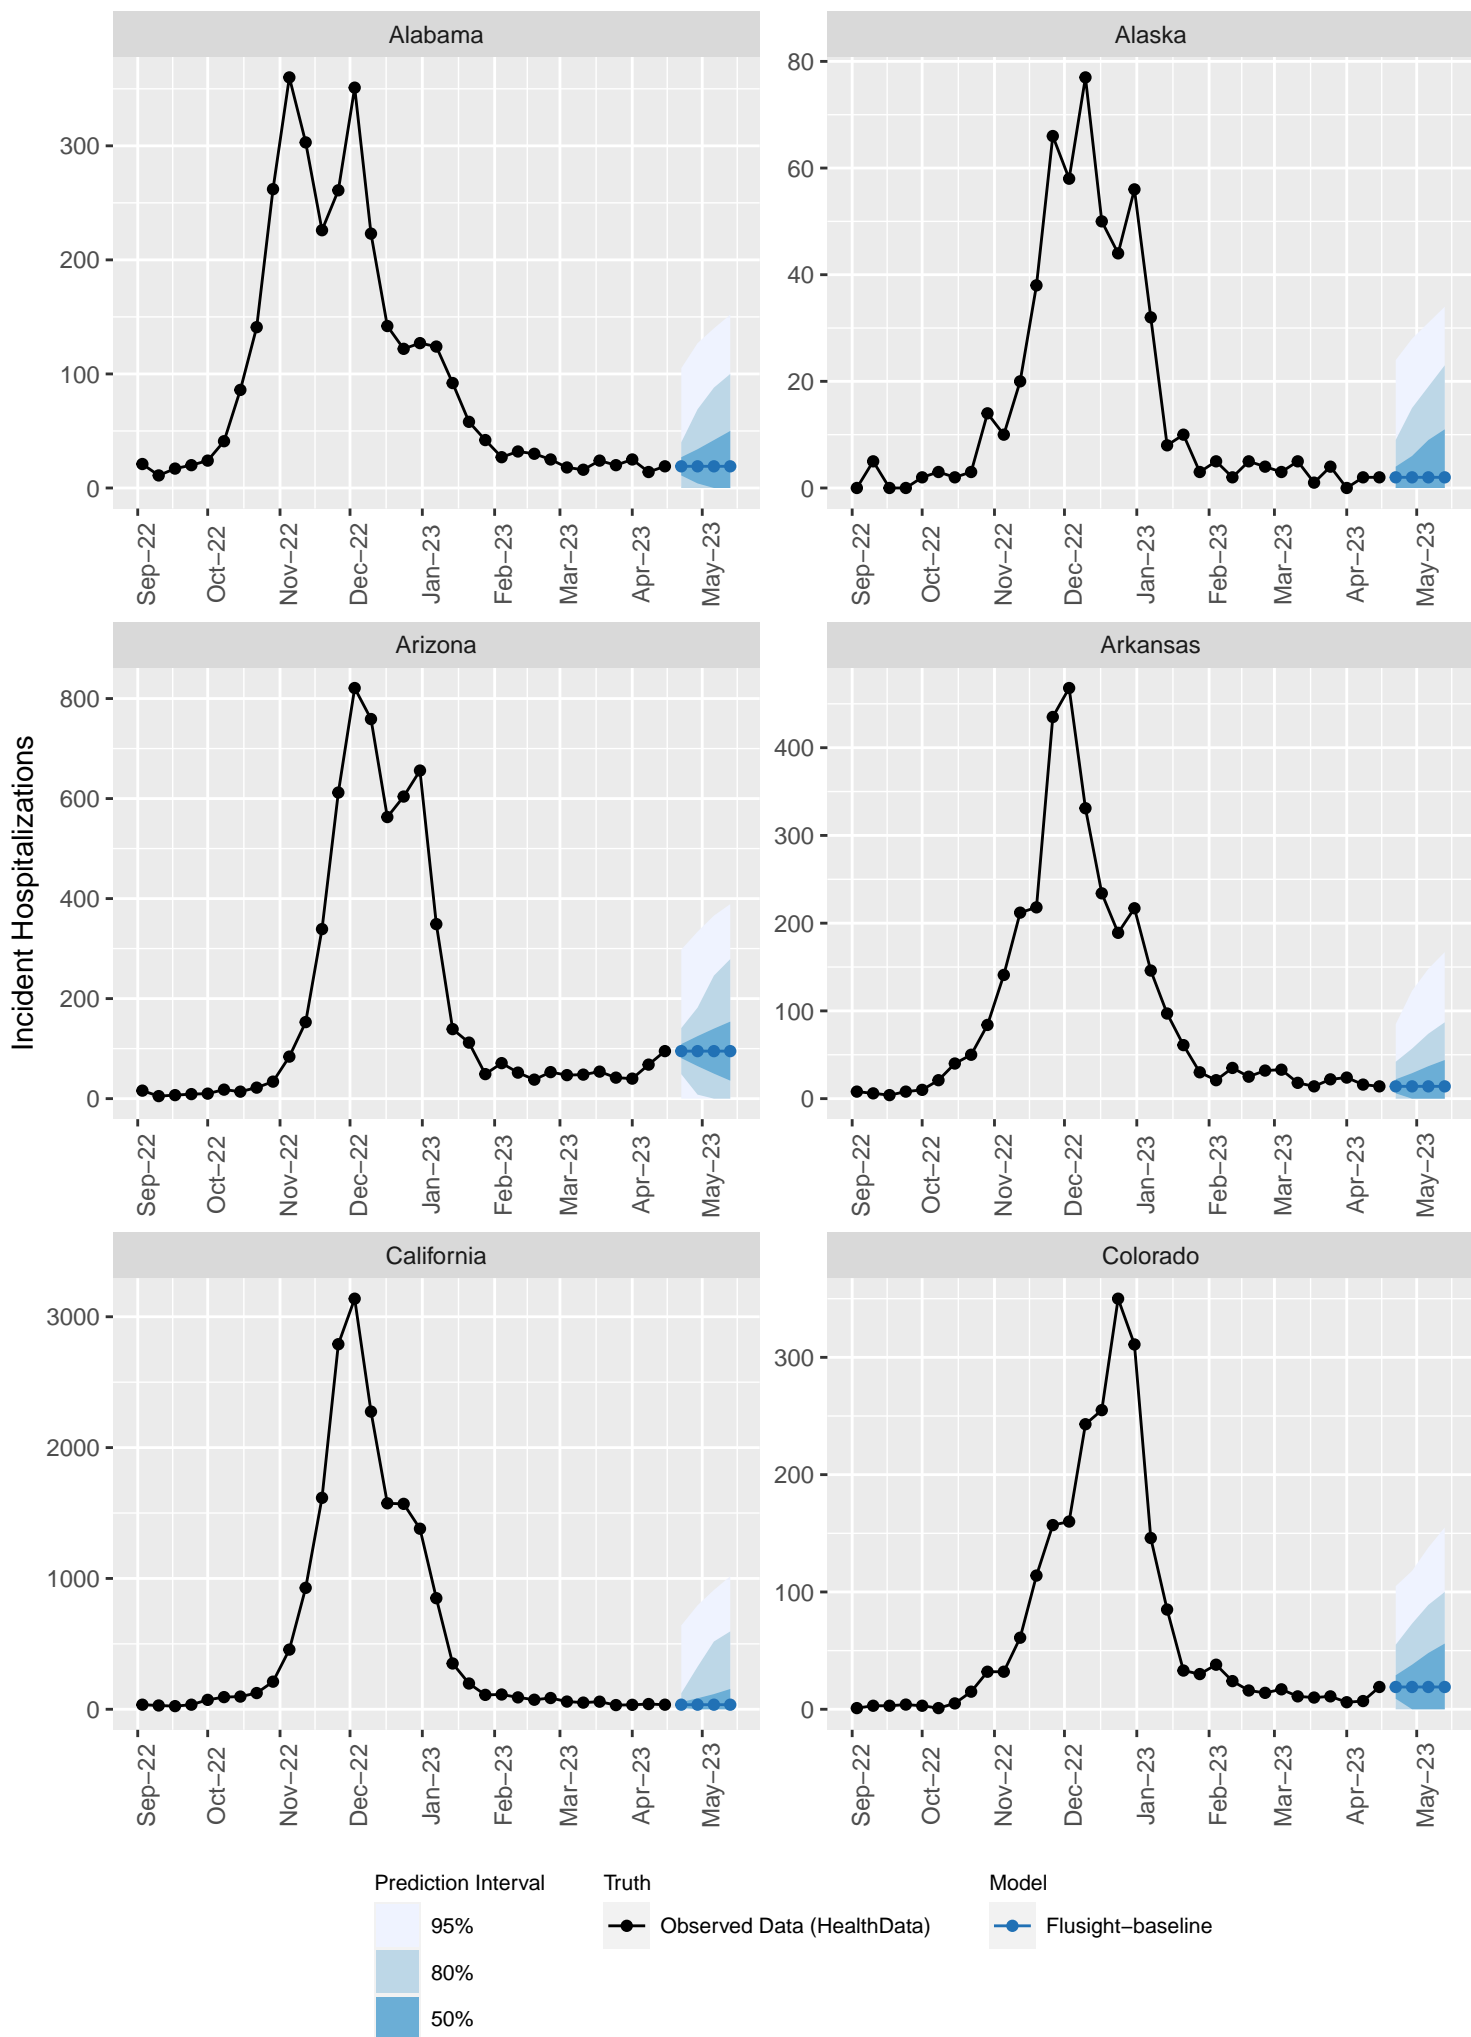 Alabama
Alaska
300
200
100
0
80
60
40
20
0
Sep−22 Oct−22 Nov−22 Dec−22 Jan−23 Feb−23 Mar−23 Apr−23 May−23
Sep−22 Oct−22 Nov−22 Dec−22 Jan−23 Feb−23 Mar−23 Apr−23 May−23
Incident Hospitalizations
Arizona
Arkansas
800
600
400
200
0
400
300
200
100
0
Sep−22 Oct−22 Nov−22 Dec−22 Jan−23 Feb−23 Mar−23 Apr−23 May−23
Sep−22 Oct−22 Nov−22 Dec−22 Jan−23 Feb−23 Mar−23 Apr−23 May−23
California
Colorado
3000
2000
1000
0
300
200
100
0
Sep−22 Oct−22 Nov−22 Dec−22 Jan−23 Feb−23 Mar−23 Apr−23 May−23
Sep−22 Oct−22 Nov−22 Dec−22 Jan−23 Feb−23 Mar−23 Apr−23 May−23
Prediction Interval
95%
80%
50%
Truth
Observed Data (HealthData)
Model
Flusight−baseline